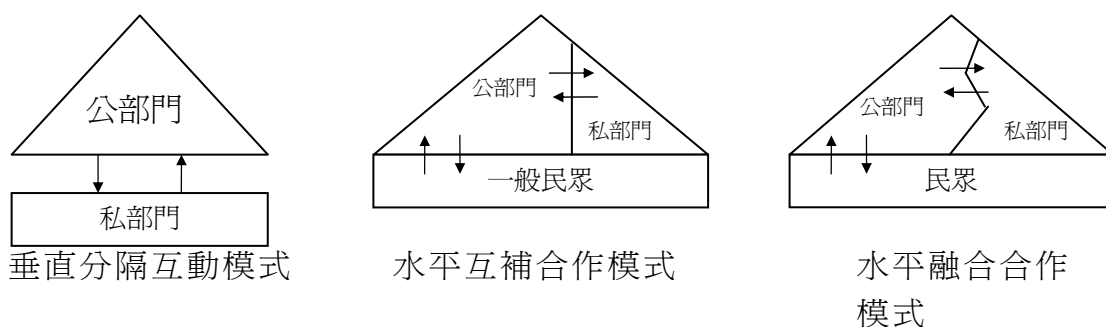 公部門
私部門
垂直分隔互動模式
公部門
私部門
一般民眾
水平互補合作模式
公部門
私部門
民眾
水平融合合作
模式